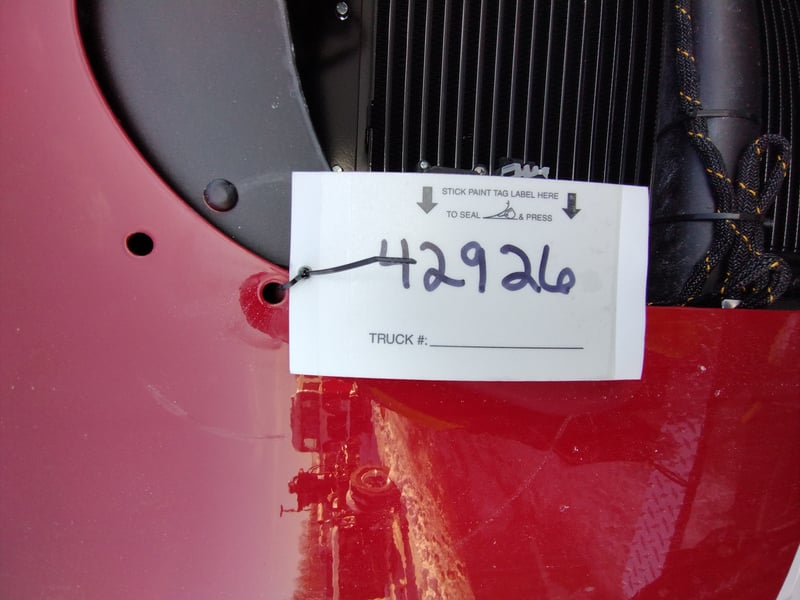 STICK PAINT TAG LABEL HERE
TO SEAL & PRESS
42926
TRUCK #: